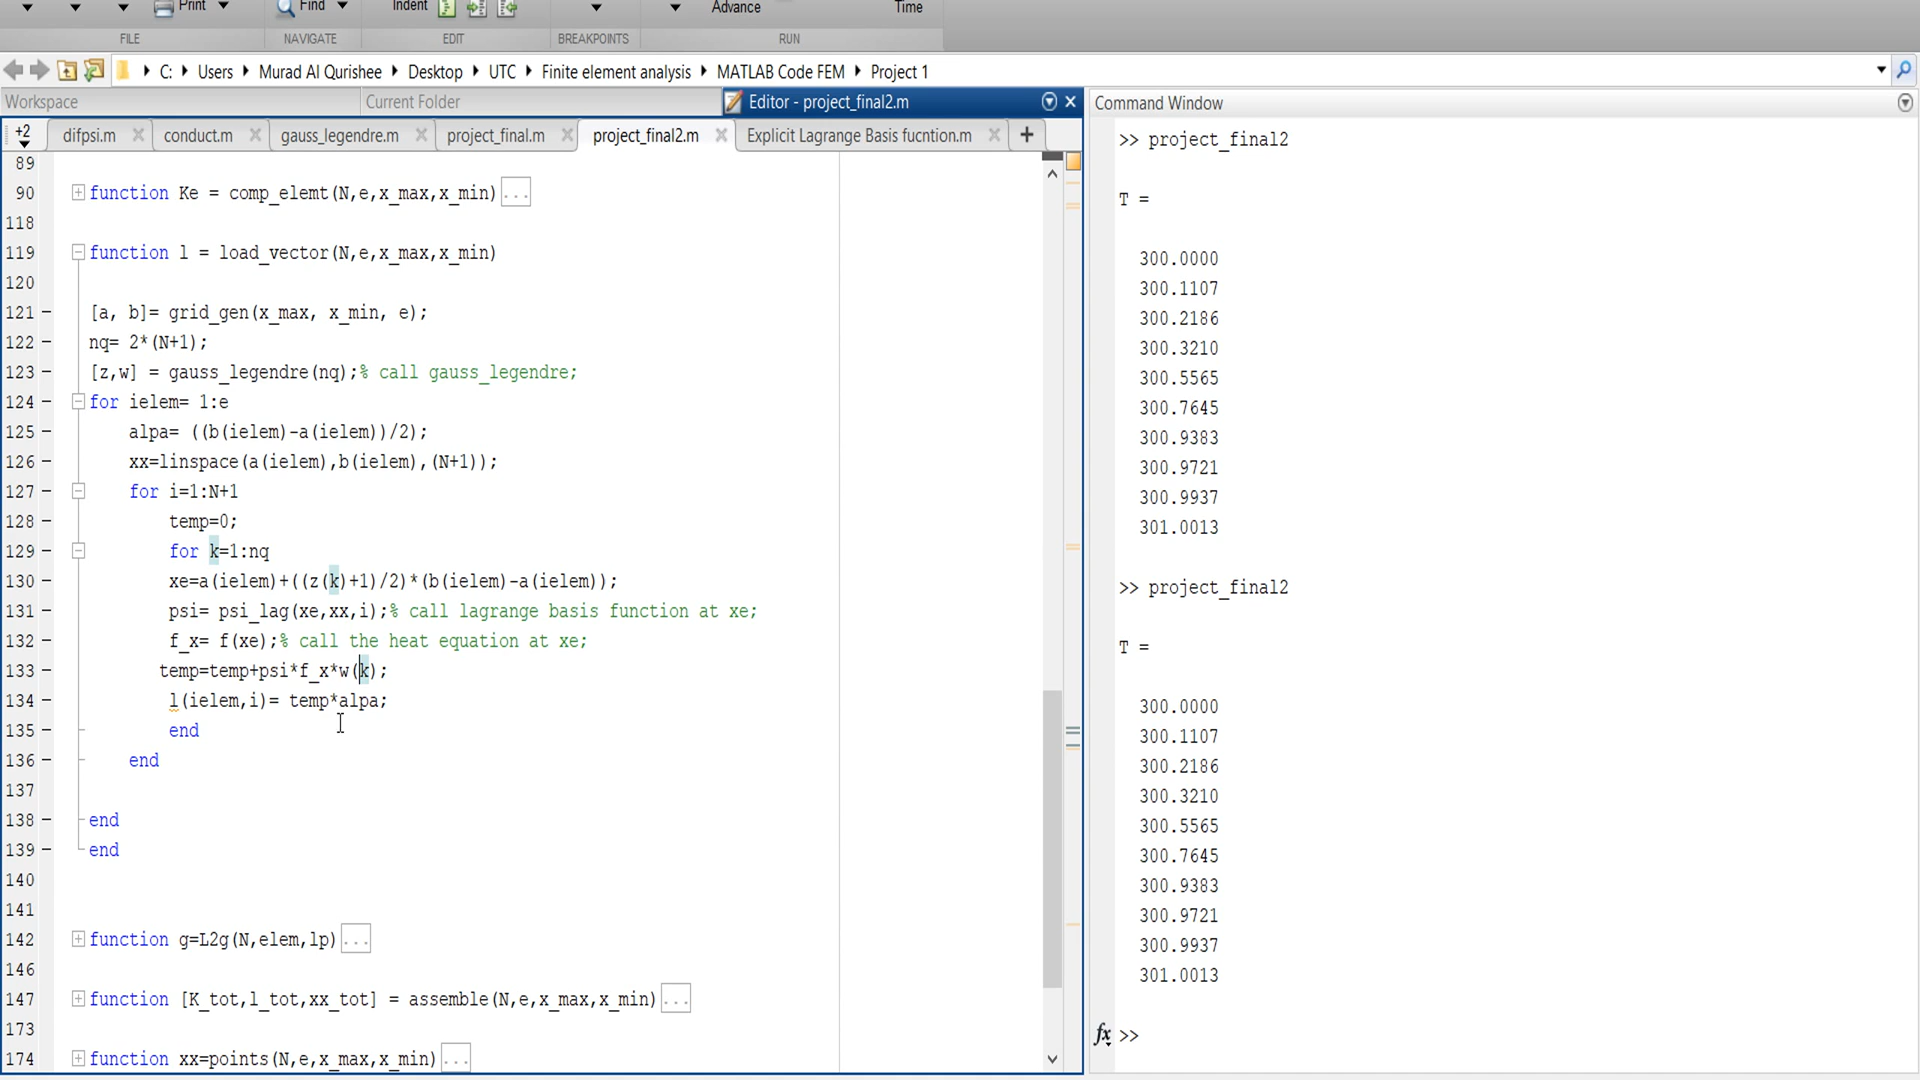 Print Find Indent Advance Time
FILE NAVIGATE EDIT BREAKPOINTS RUN
C: Users Murad Al Qurishee Desktop UTC Finite element analysis MATLAB Code FEM Project 1
Workspace Current Folder Editor - project_final2.m
+2 difpsi.m conduct.m gauss_legendre.m project_final.m project_final2.m Explicit Lagrange Basis fucntion.m
89
90 function Ke = comp_elemt(N,e,x_max,x_min) ...
118
119 function l = load_vector(N,e,x_max,x_min)
120
121 – [a, b]= grid_gen(x_max, x_min, e);
122 – nq= 2*(N+1);
123 – [z,w] = gauss_legendre(nq);% call gauss_legendre;
124 – for ielem= 1:e
125 – alpa= ((b(ielem)-a(ielem))/2);
126 – xx=linspace(a(ielem),b(ielem),(N+1));
127 – for i=1:N+1
128 – temp=0;
129 – for k=1:nq
130 – xe=a(ielem)+((z(k)+1)/2)*(b(ielem)-a(ielem));
131 – psi= psi_lag(xe,xx,i);% call lagrange basis function at xe;
132 – f_x= f(xe);% call the heat equation at xe;
133 – temp=temp+psi*f_x*w(k);
134 – l(ielem,i)= temp*alpa;
135 – end
136 – end
137
138 – end
139 – end
140
141
142 function g=L2g(N,elem,lp) ...
146
147 function [K_tot,l_tot,xx_tot] = assemble(N,e,x_max,x_min) ...
173
174 function xx=points(N,e,x_max,x_min) ...
Command Window
>> project_final2
T =
300.0000
300.1107
300.2186
300.3210
300.5565
300.7645
300.9383
300.9721
300.9937
301.0013
>> project_final2
T =
300.0000
300.1107
300.2186
300.3210
300.5565
300.7645
300.9383
300.9721
300.9937
301.0013
fx >>